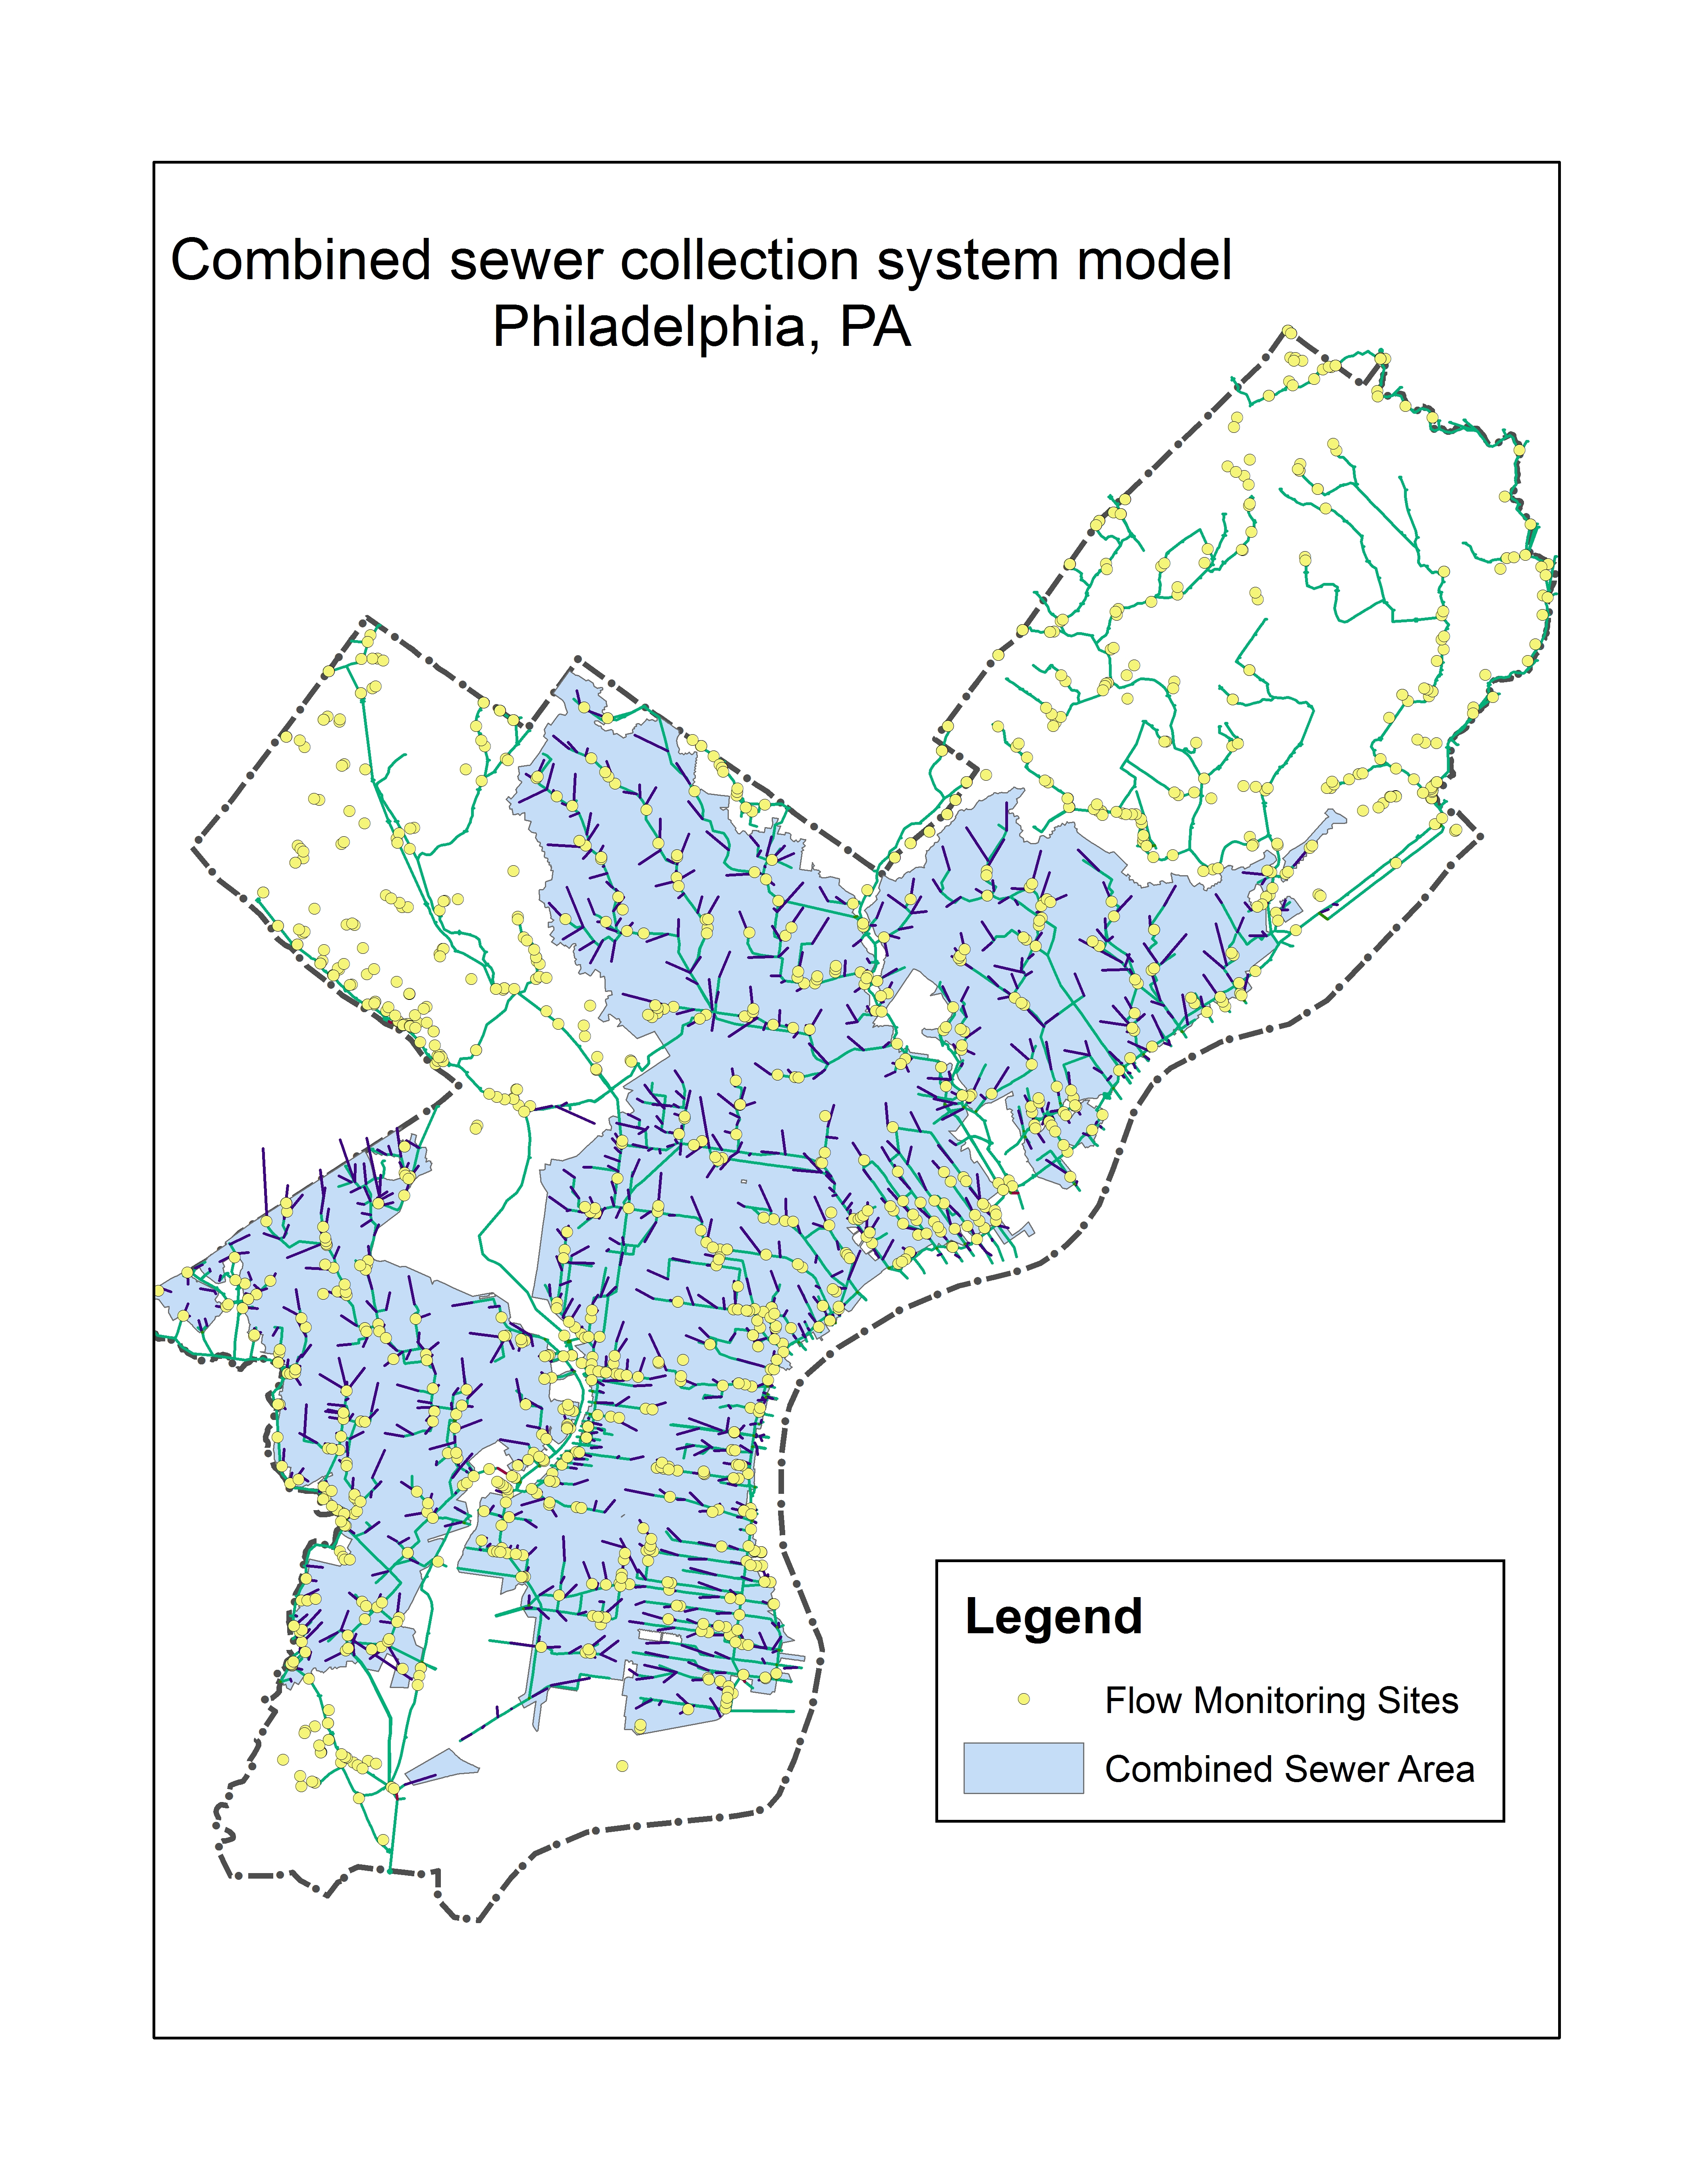 Combined sewer collection system model
Philadelphia, PA
Legend
Flow Monitoring Sites
Combined Sewer Area